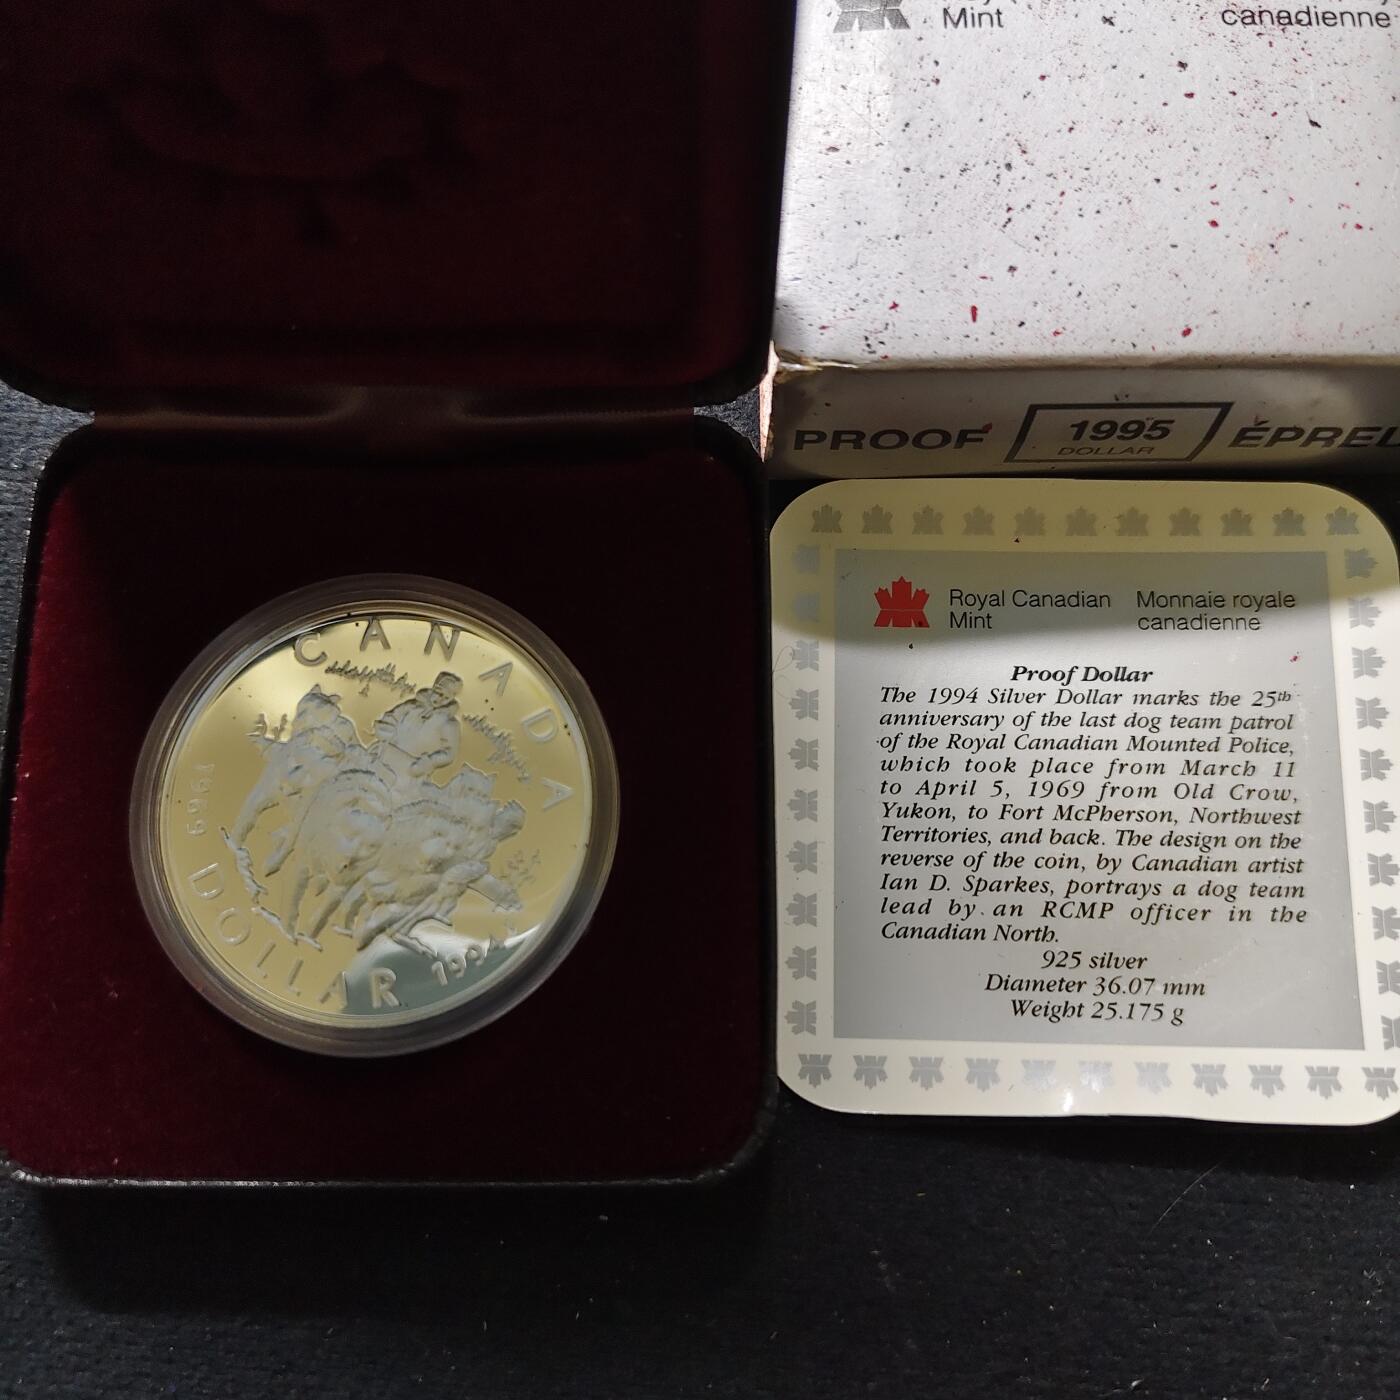 Mint
canadienne
PROOF 1995 ÉPREU
DOLLAR
CANADA
1969
DOLLAR 1994
Royal Canadian Monnaie royale
Mint canadienne
Proof Dollar
The 1994 Silver Dollar marks the 25th
anniversary of the last dog team patrol
of the Royal Canadian Mounted Police,
which took place from March 11
to April 5, 1969 from Old Crow,
Yukon, to Fort McPherson, Northwest
Territories, and back. The design on the
reverse of the coin, by Canadian artist
Ian D. Sparkes, portrays a dog team
lead by an RCMP officer in the
Canadian North.
925 silver
Diameter 36.07 mm
Weight 25.175 g